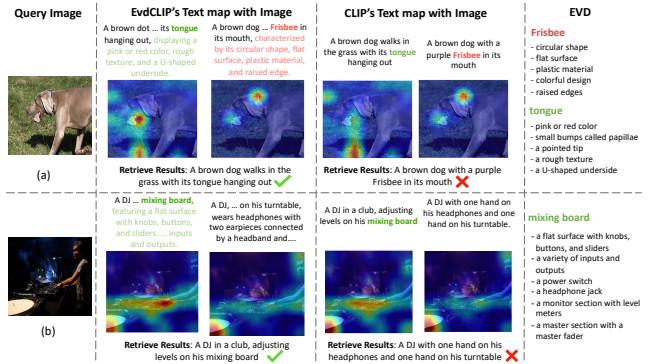 Query Image
EvdCLIP's Text map with Image
CLIP's Text map with Image
EVD
A brown dot ... its tongue
hanging out, displaying a
pink or red color, rough
texture, and a U-shaped
underside.
A brown dog ... Frisbee in
its mouth, characterized
by its circular shape, flat
surface, plastic material,
and raised edge.
A brown dog walks in
the grass with its tongue
hanging out
A brown dog with a
purple Frisbee in its
mouth
Frisbee
- circular shape
- flat surface
- plastic material
- colorful design
- raised edges
tongue
- pink or red color
- small bumps called papillae
- a pointed tip
- a rough texture
- a U-shaped underside
(a)
Retrieve Results: A brown dog walks in the
grass with its tongue hanging out
Retrieve Results: A brown dog with a purple
Frisbee in its mouth
A DJ ... mixing board,
featuring a flat surface
with knobs, buttons,
and sliders. ... inputs
and outputs.
A DJ, ... on his turntable,
wears headphones with
two earpieces connected
by a headband and....
A DJ in a club, adjusting
levels on his mixing board
A DJ with one hand on
his headphones and one
hand on his turntable.
mixing board
- a flat surface with knobs,
buttons, and sliders
- a variety of inputs and
outputs
- a power switch
- a headphone jack
- a monitor section with level
meters
- a master section with a
master fader
(b)
Retrieve Results: A DJ in a club, adjusting
levels on his mixing board
Retrieve Results: A DJ with one hand on his
headphones and one hand on his turntable